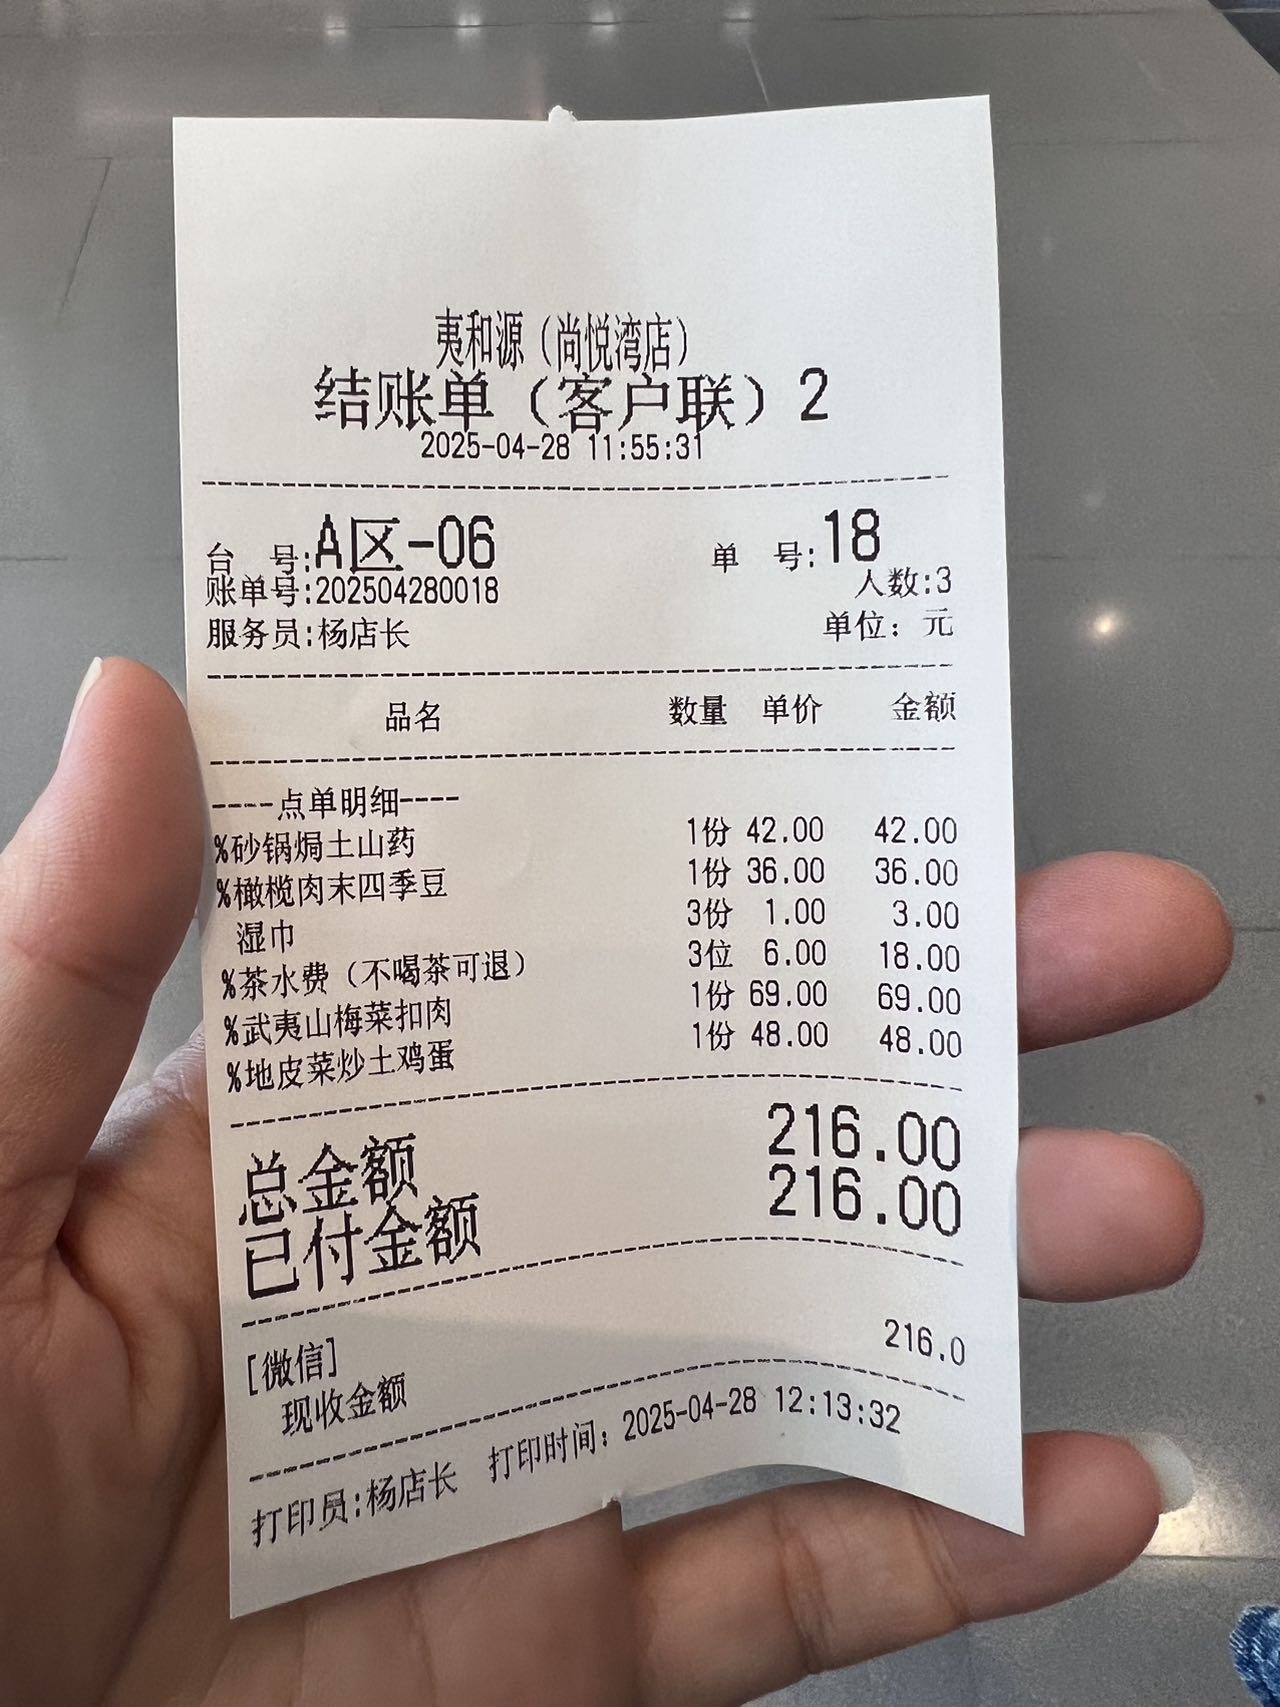 夷和源（尚悦湾店）
结账单（客户联）2
2025-04-28 11:55:31
台 号:A区-06 单 号:18
账单号:202504280018 人数:3
服务员:杨店长 单位: 元
品名 数量 单价 金额
----点单明细----
%砂锅焗土山药 1份 42.00 42.00
%橄榄肉末四季豆 1份 36.00 36.00
湿巾 3份 1.00 3.00
%茶水费（不喝茶可退） 3位 6.00 18.00
%武夷山梅菜扣肉 1份 69.00 69.00
%地皮菜炒土鸡蛋 1份 48.00 48.00
总金额 216.00
已付金额 216.00
[微信] 216.0
现收金额
打印员:杨店长 打印时间: 2025-04-28 12:13:32